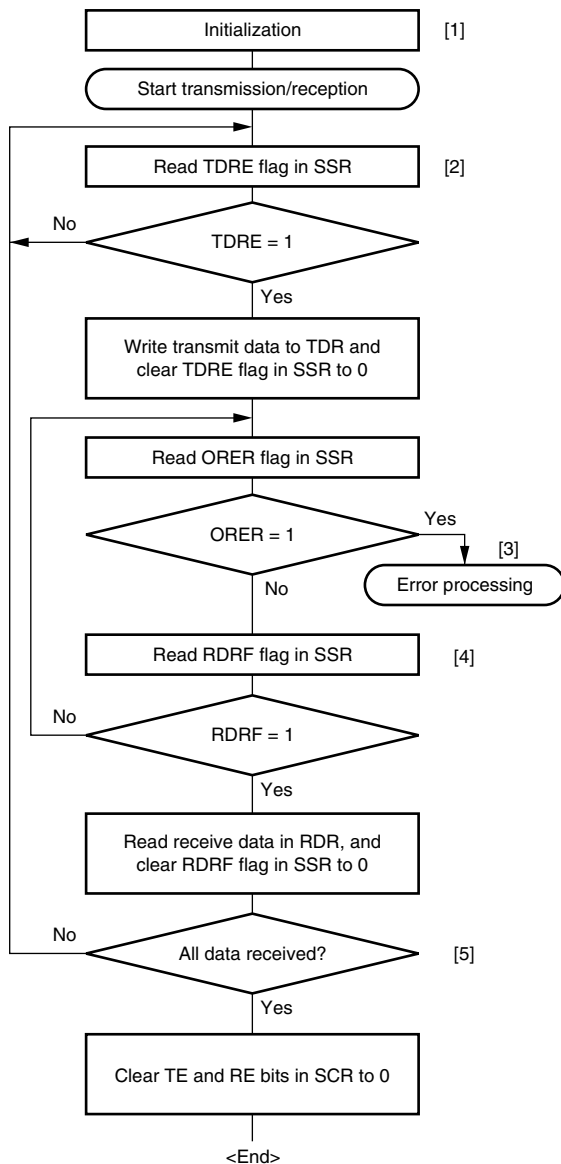 Initialization
[1]
Start transmission/reception
Read TDRE flag in SSR
[2]
No
TDRE = 1
Yes
Write transmit data to TDR and
clear TDRE flag in SSR to 0
Read ORER flag in SSR
Yes
ORER = 1
[3]
No
Error processing
Read RDRF flag in SSR
[4]
No
RDRF = 1
Yes
Read receive data in RDR, and
clear RDRF flag in SSR to 0
No
All data received?
[5]
Yes
Clear TE and RE bits in SCR to 0
<End>